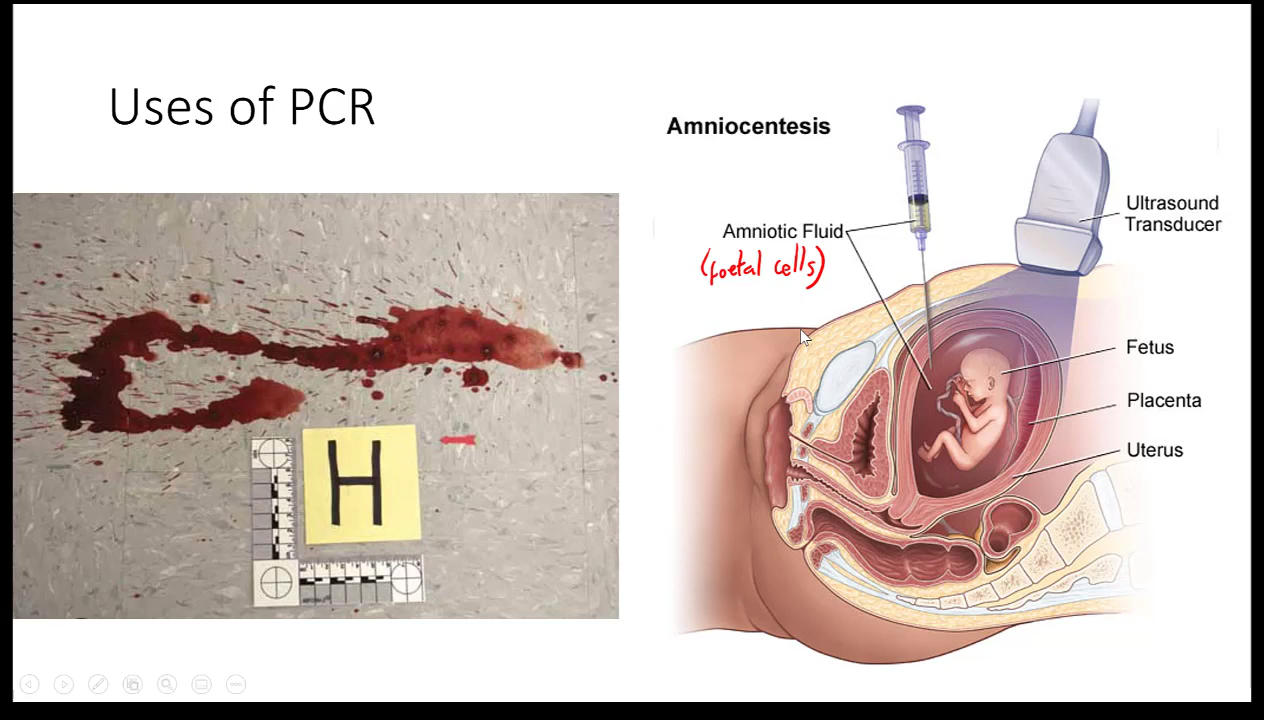 Uses of PCR
Amniocentesis
Ultrasound
Transducer
Amniotic Fluid
(foetal cells)
Fetus
Placenta
Uterus
H